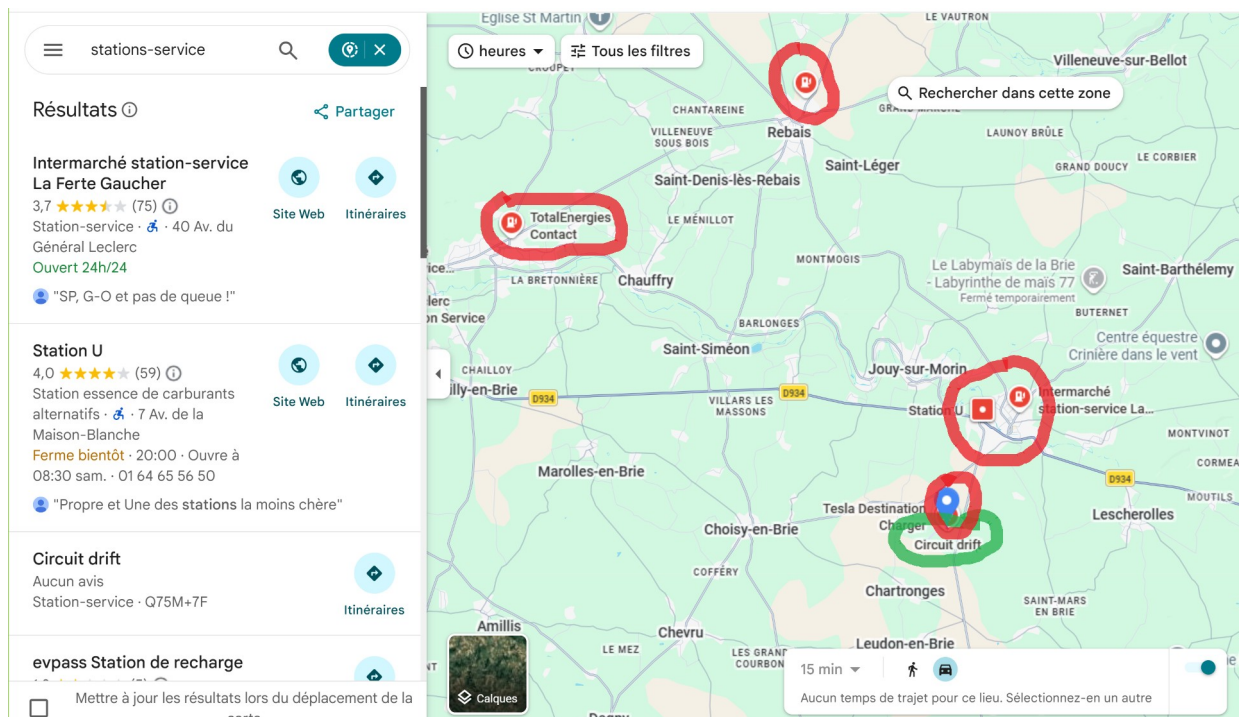 stations-service
Résultats
Partager
Intermarché station-service
La Ferte Gaucher
3,7 (75)
Station-service · · 40 Av. du
Général Leclerc
Ouvert 24h/24
"SP, G-O et pas de queue !"
Site Web
Itinéraires
Station U
4,0 (59)
Station essence de carburants
alternatifs · · 7 Av. de la
Maison-Blanche
Ferme bientôt · 20:00 · Ouvre à
08:30 sam. · 01 64 65 56 50
"Propre et Une des stations la moins chère"
Site Web
Itinéraires
Circuit drift
Aucun avis
Station-service · Q75M+7F
Itinéraires
evpass Station de recharge
Mettre à jour les résultats lors du déplacement de la
heures
Tous les filtres
Rechercher dans cette zone
Eglise St Martin
LE VAUTRON
Villeneuve-sur-Bellot
CHANTAREINE
VILLENEUVE
SOUS BOIS
Rebais
LAUNOY BRÛLE
LE CORBIER
GRAND DOUCY
Saint-Léger
Saint-Denis-lès-Rebais
TotalEnergies
Contact
LE MÉNILLOT
MONTMOGIS
Le Labymaïs de la Brie
- Labyrinthe de maïs 77
Fermé temporairement
Saint-Barthélemy
LA BRETONNIÈRE
Chauffry
BUTERNET
on Service
BARLONGES
Centre équestre
Crinière dans le vent
Saint-Siméon
CHAILLOY
Jouy-sur-Morin
illy-en-Brie
D934
VILLARS LES
MASSONS
D934
Station U
Intermarché
station-service La...
MONTVINOT
Marolles-en-Brie
D934
MOUTILS
Tesla Destination
Charger
Lescherolles
Choisy-en-Brie
Circuit drift
COFFÉRY
Chartronges
SAINT-MARS
EN BRIE
Amillis
Chevru
LE MEZ
Leudon-en-Brie
Calques
15 min
Aucun temps de trajet pour ce lieu. Sélectionnez-en un autre